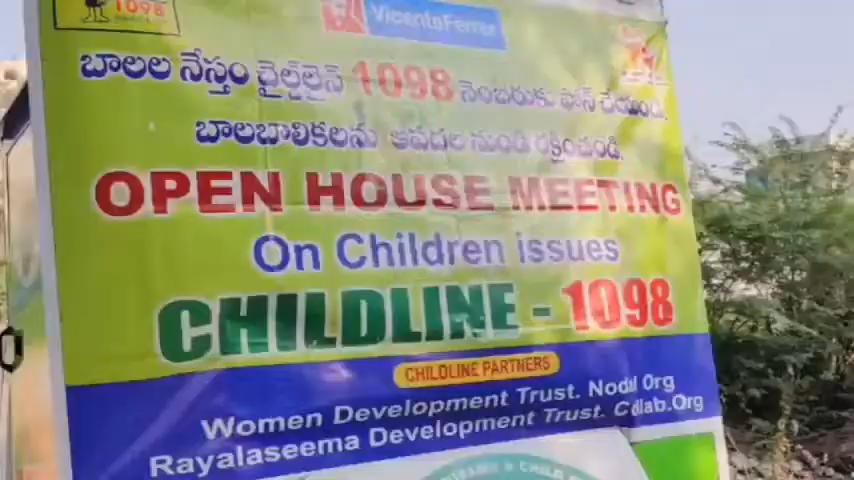 1098
VicenteFerrer
బాలల నేస్తం చైల్డ్‌లైన్ 1098 నెంబరుకు ఫోన్ చేయండి.
బాలబాలికలను ఆపదల నుండి రక్షించండి.
OPEN HOUSE MEETING
On Children issues
CHILDLINE - 1098
CHILDLINE PARTNERS
Women Development Trust. Nodal Org
Rayalaseema Development Trust. Collab.Org
& CHILD